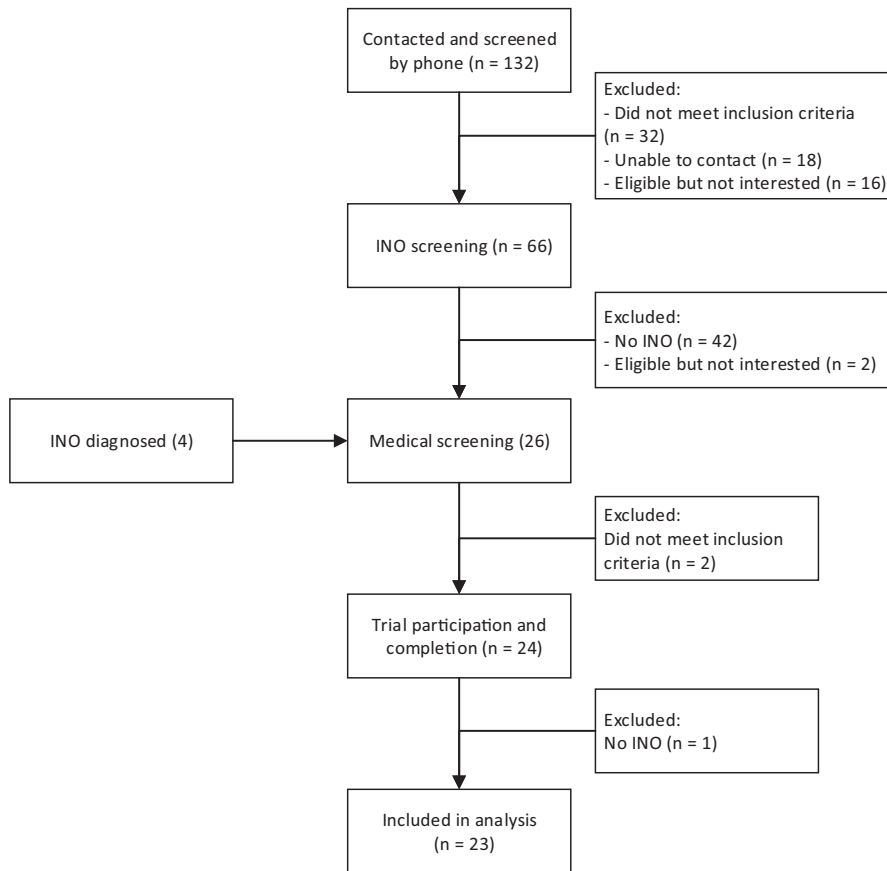 Contacted and screened
by phone (n = 132)
Excluded:
- Did not meet inclusion criteria
(n = 32)
- Unable to contact (n = 18)
- Eligible but not interested (n = 16)
INO screening (n = 66)
Excluded:
- No INO (n = 42)
- Eligible but not interested (n = 2)
INO diagnosed (4)
Medical screening (26)
Excluded:
Did not meet inclusion
criteria (n = 2)
Trial participation and
completion (n = 24)
Excluded:
No INO (n = 1)
Included in analysis
(n = 23)